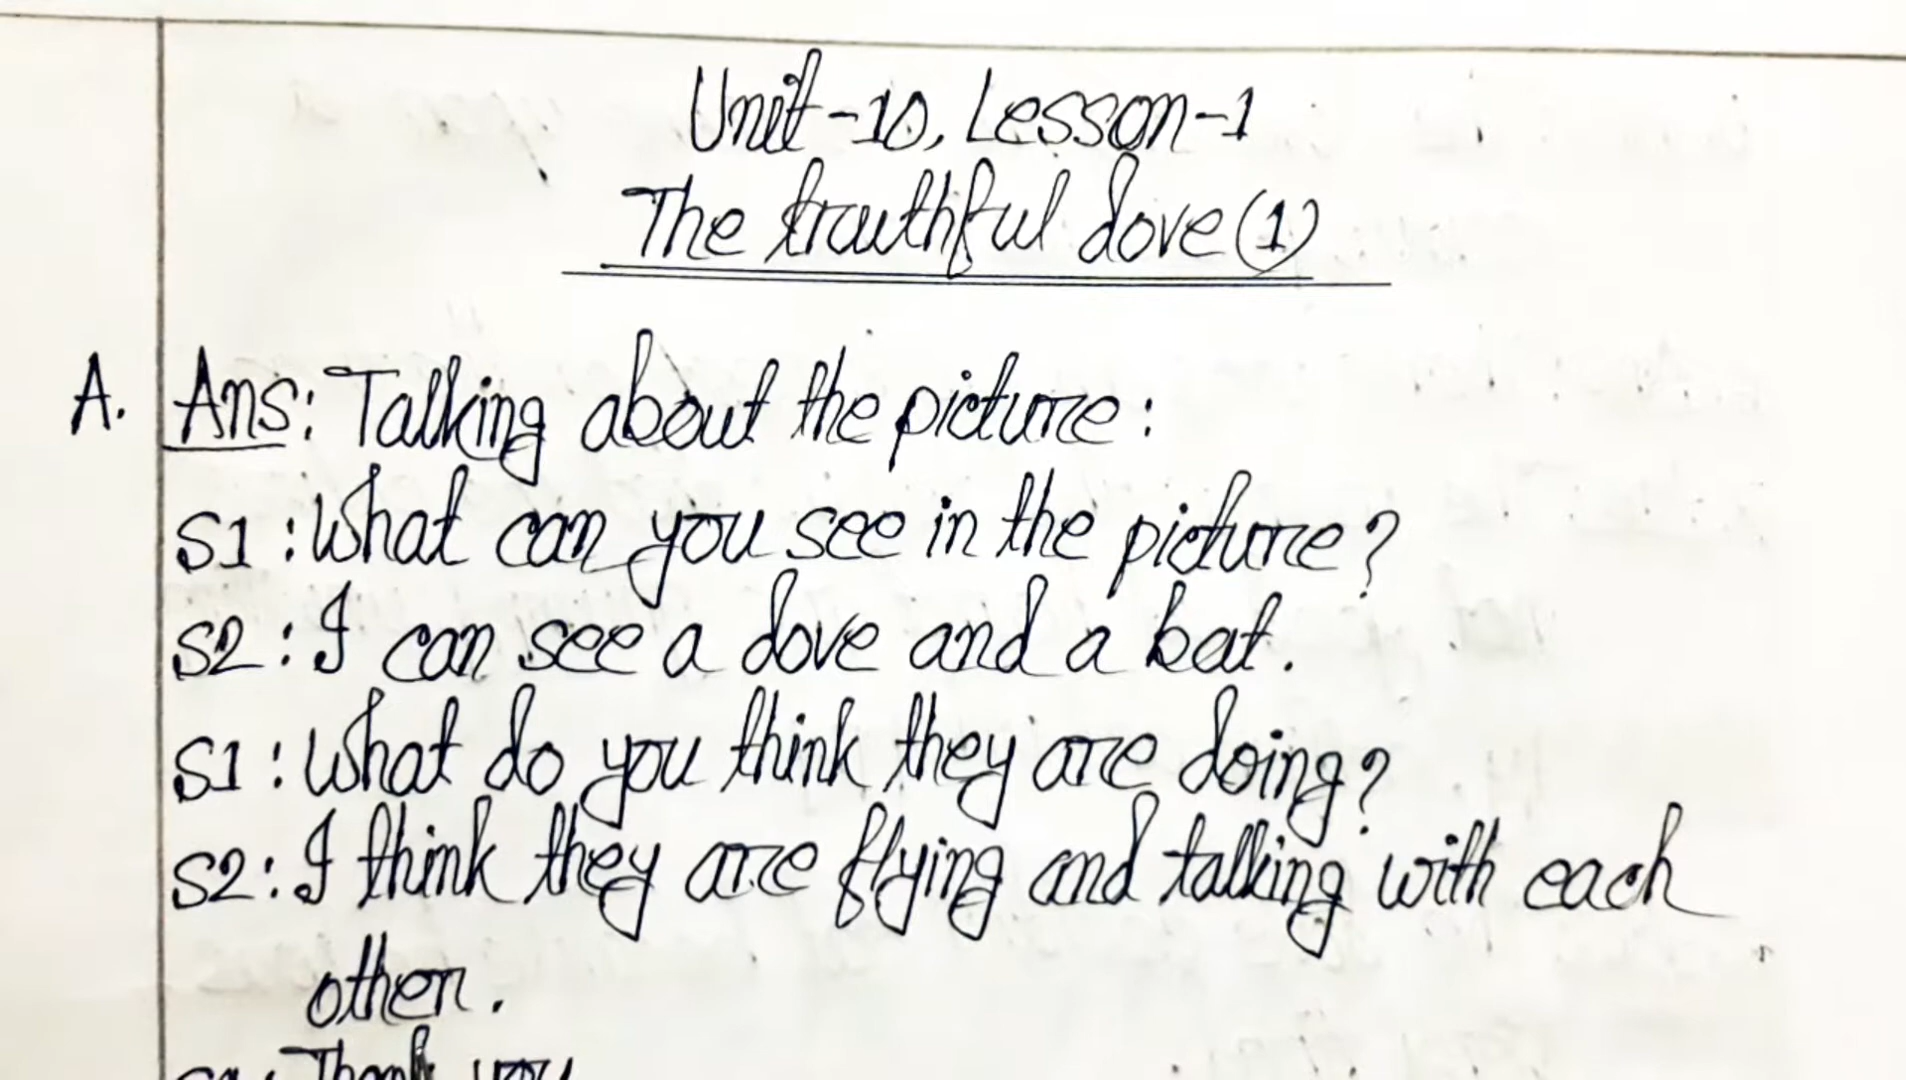 Unit-10, Lesson-1
The truthful dove (1)
A. Ans: Talking about the picture:
S1: What can you see in the picture?
S2: I can see a dove and a bat.
S1: What do you think they are doing?
S2: I think they are flying and talking with each
other.
Thank you